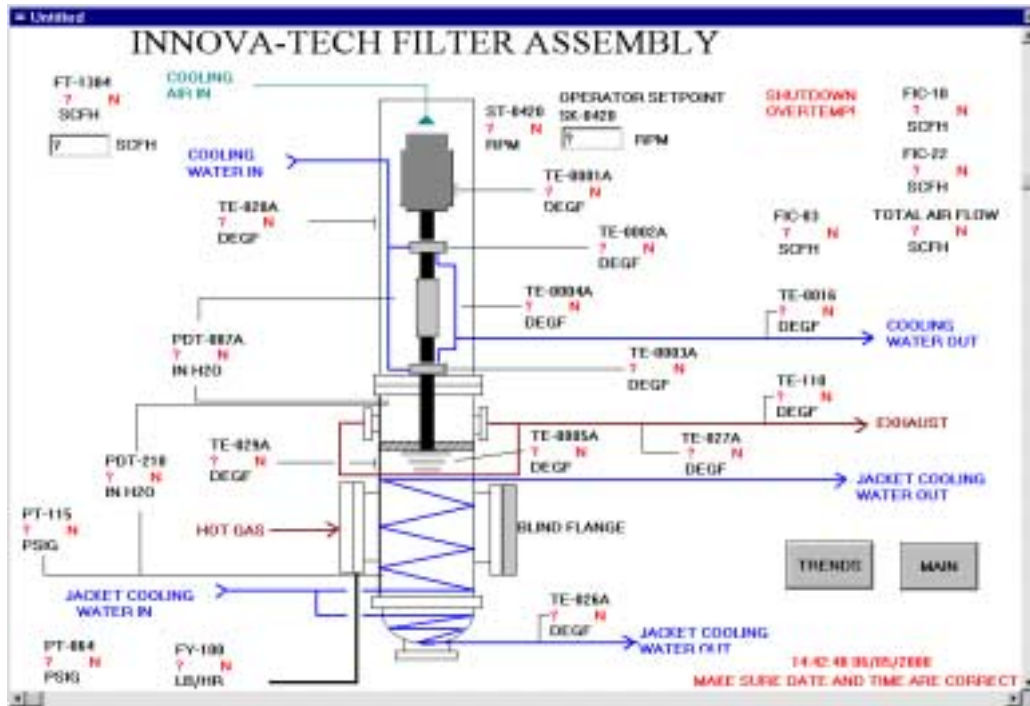 Untitled
INNOVA-TECH FILTER ASSEMBLY
FT-1304
? N
SCFH
? SCFH
COOLING
AIR IN
ST-0420
? N
RPM
OPERATOR SETPOINT
SK-0420
? RPM
SHUTDOWN
OVERTEMP!
FIC-18
? N
SCFH
FIC-22
? N
SCFH
COOLING
WATER IN
TE-0001A
? N
DEGF
TE-028A
? N
DEGF
TE-0002A
? N
DEGF
FIC-03
? N
SCFH
TOTAL AIR FLOW
? N
SCFH
TE-0004A
? N
DEGF
TE-0016
? N
DEGF
COOLING
WATER OUT
PDT-007A
? N
IN H2O
TE-0003A
? N
DEGF
TE-110
? N
DEGF
EXHAUST
TE-029A
? N
DEGF
TE-0005A
? N
DEGF
TE-027A
? N
DEGF
PDT-210
? N
IN H2O
JACKET COOLING
WATER OUT
PT-115
? N
PSIG
HOT GAS
BLIND FLANGE
TRENDS
MAIN
JACKET COOLING
WATER IN
TE-026A
? N
DEGF
JACKET COOLING
WATER OUT
PT-064
? N
PSIG
FY-100
? N
LB/HR
MAKE SURE DATE AND TIME ARE CORRECT